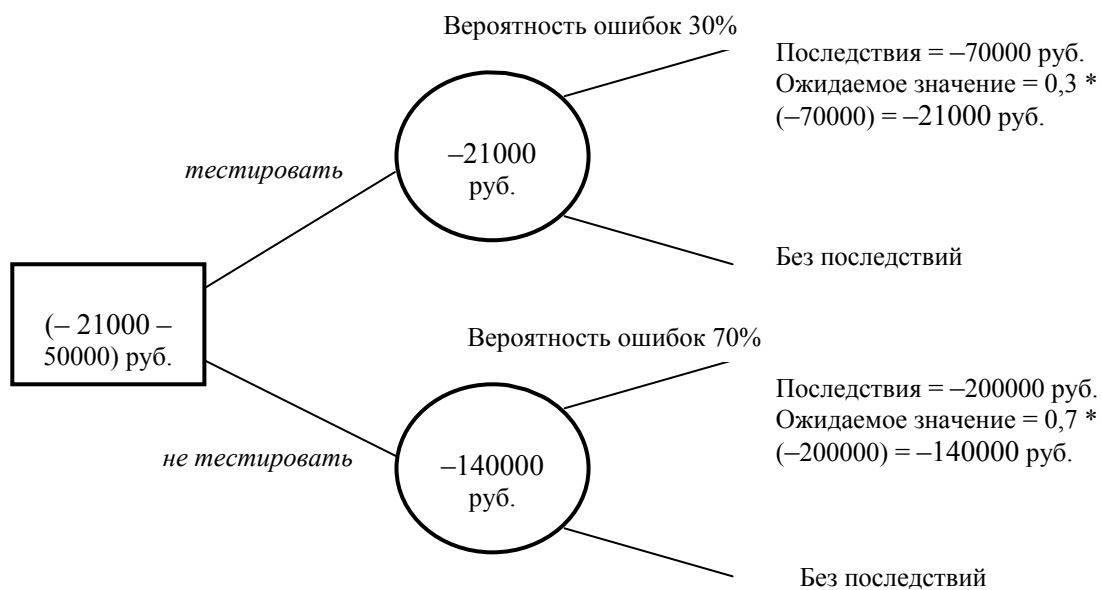 Вероятность ошибок 30%
Последствия = –70000 руб.
Ожидаемое значение = 0,3 *
(–70000) = –21000 руб.
–21000
руб.
тестировать
Без последствий
(– 21000 –
50000) руб.
Вероятность ошибок 70%
Последствия = –200000 руб.
Ожидаемое значение = 0,7 *
(–200000) = –140000 руб.
не тестировать
–140000
руб.
Без последствий